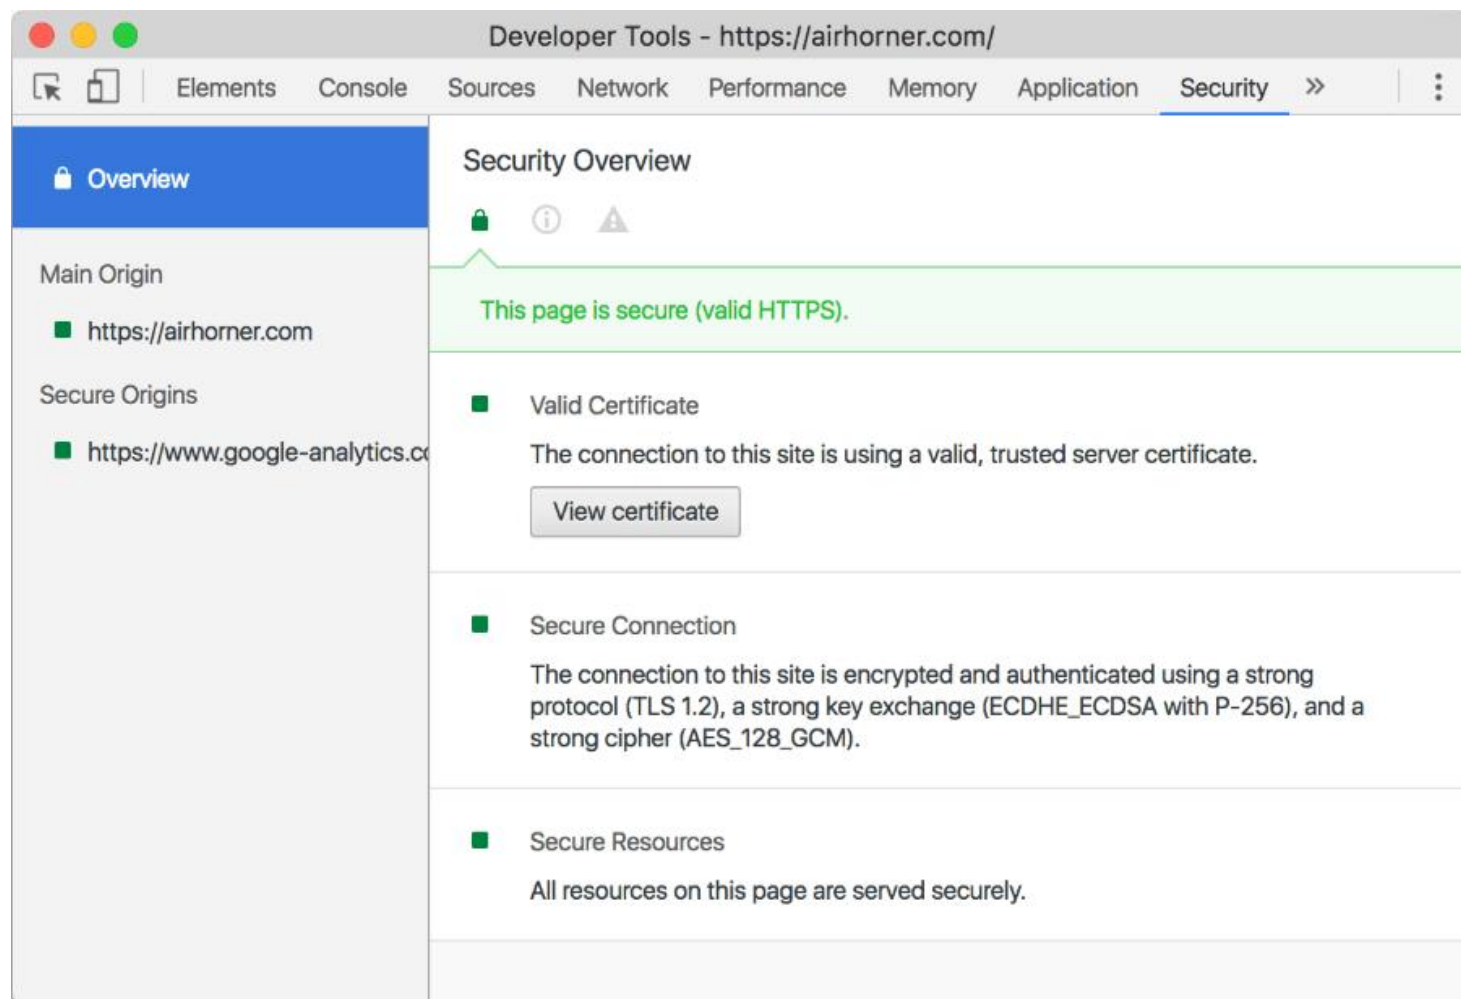 Developer Tools - https://airhorner.com/
Elements Console Sources Network Performance Memory Application Security »
Overview
Main Origin
https://airhorner.com
Secure Origins
https://www.google-analytics.co
Security Overview
This page is secure (valid HTTPS).
Valid Certificate
The connection to this site is using a valid, trusted server certificate.
View certificate
Secure Connection
The connection to this site is encrypted and authenticated using a strong
protocol (TLS 1.2), a strong key exchange (ECDHE_ECDSA with P-256), and a
strong cipher (AES_128_GCM).
Secure Resources
All resources on this page are served securely.